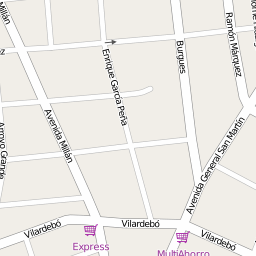 Millán
Enrique García Peña
Burgues
Ramón Márquez
Avenida Millán
Arroyo Grande
Avenida General San Martín
Vilardebó
Vilardebó
Vilardebó
Express
MultiAhorro